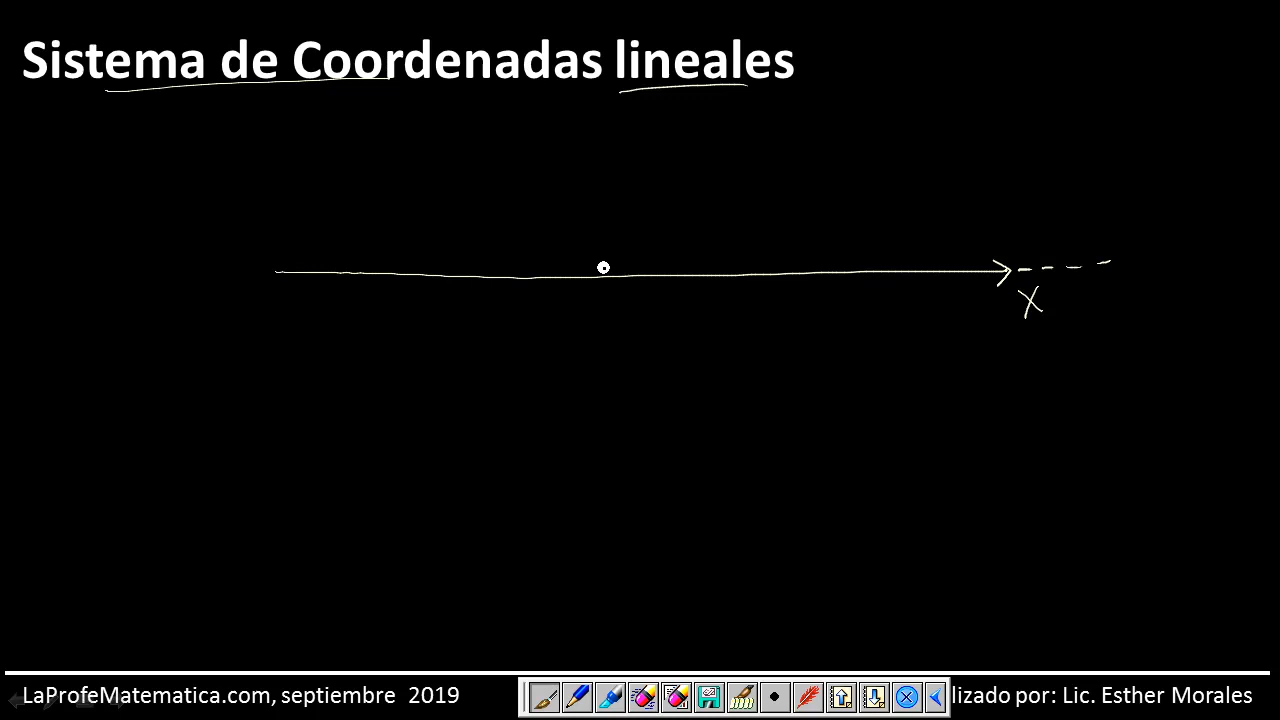 Sistema de Coordenadas lineales
X
LaProfeMatematica.com, septiembre 2019
lizado por: Lic. Esther Morales